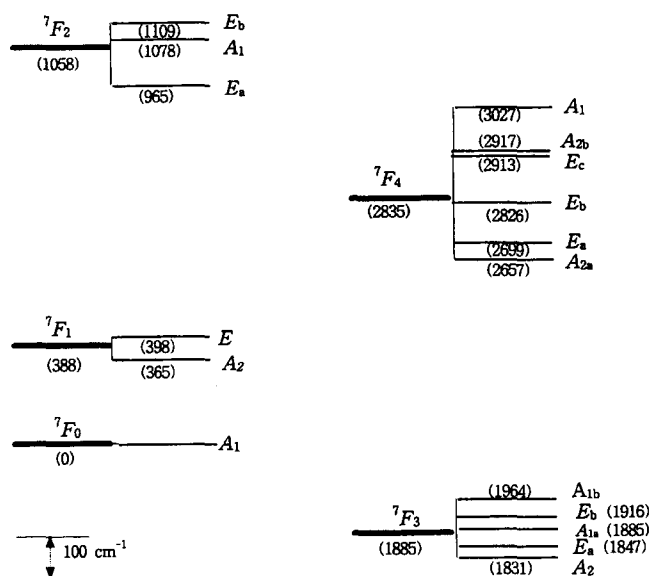 ⁷F₂
(1058)
E_b
(1109)
A₁
(1078)
E_a
(965)
A₁
(3027)
A_2b
(2917)
E_c
(2913)
⁷F₄
(2835)
E_b
(2826)
E_a
(2699)
A_2a
(2657)
⁷F₁
(388)
E
(398)
A₂
(365)
⁷F₀
(0)
A₁
100 cm⁻¹
⁷F₃
(1885)
(1964) A_1b
E_b (1916)
A_1a (1885)
E_a (1847)
(1831) A₂